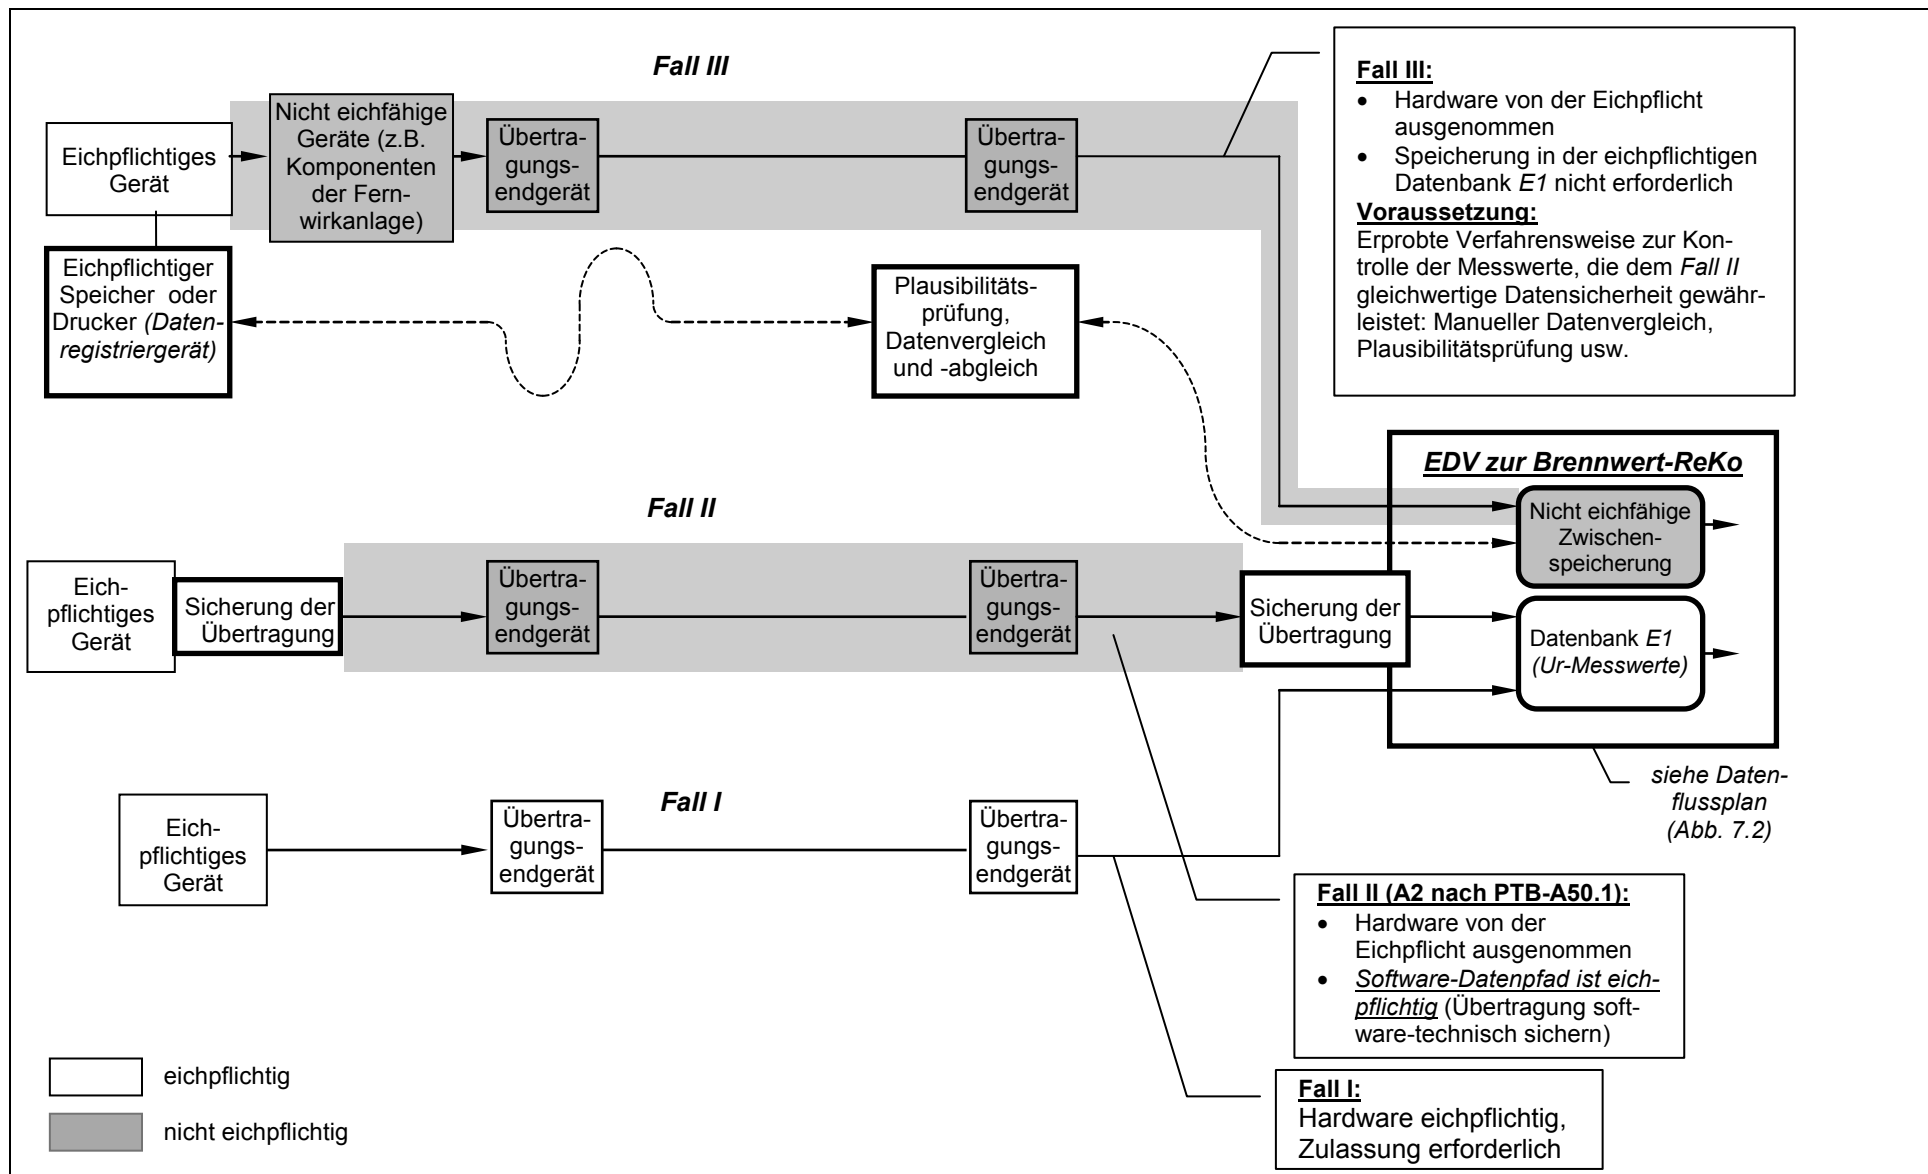 Fall III
Eichpflichtiges
Gerät
Nicht eichfähige
Geräte (z.B.
Komponenten
der Fern-
wirkanlage)
Übertra-
gungs-
endgerät
Übertra-
gungs-
endgerät
Fall III:
• Hardware von der Eichpflicht
ausgenommen
• Speicherung in der eichpflichtigen
Datenbank E1 nicht erforderlich
Voraussetzung:
Erprobte Verfahrensweise zur Kon-
trolle der Messwerte, die dem Fall II
gleichwertige Datensicherheit gewähr-
leistet: Manueller Datenvergleich,
Plausibilitätsprüfung usw.
Eichpflichtiger
Speicher oder
Drucker (Daten-
registriergerät)
Plausibilitäts-
prüfung,
Datenvergleich
und -abgleich
EDV zur Brennwert-ReKo
Nicht eichfähige
Zwischen-
speicherung
Datenbank E1
(Ur-Messwerte)
Fall II
Eich-
pflichtiges
Gerät
Sicherung der
Übertragung
Übertra-
gungs-
endgerät
Übertra-
gungs-
endgerät
Sicherung der
Übertragung
siehe Daten-
flussplan
(Abb. 7.2)
Fall I
Eich-
pflichtiges
Gerät
Übertra-
gungs-
endgerät
Übertra-
gungs-
endgerät
Fall II (A2 nach PTB-A50.1):
• Hardware von der
Eichpflicht ausgenommen
• Software-Datenpfad ist eich-
pflichtig (Übertragung soft-
ware-technisch sichern)
Fall I:
Hardware eichpflichtig,
Zulassung erforderlich
eichpflichtig
nicht eichpflichtig